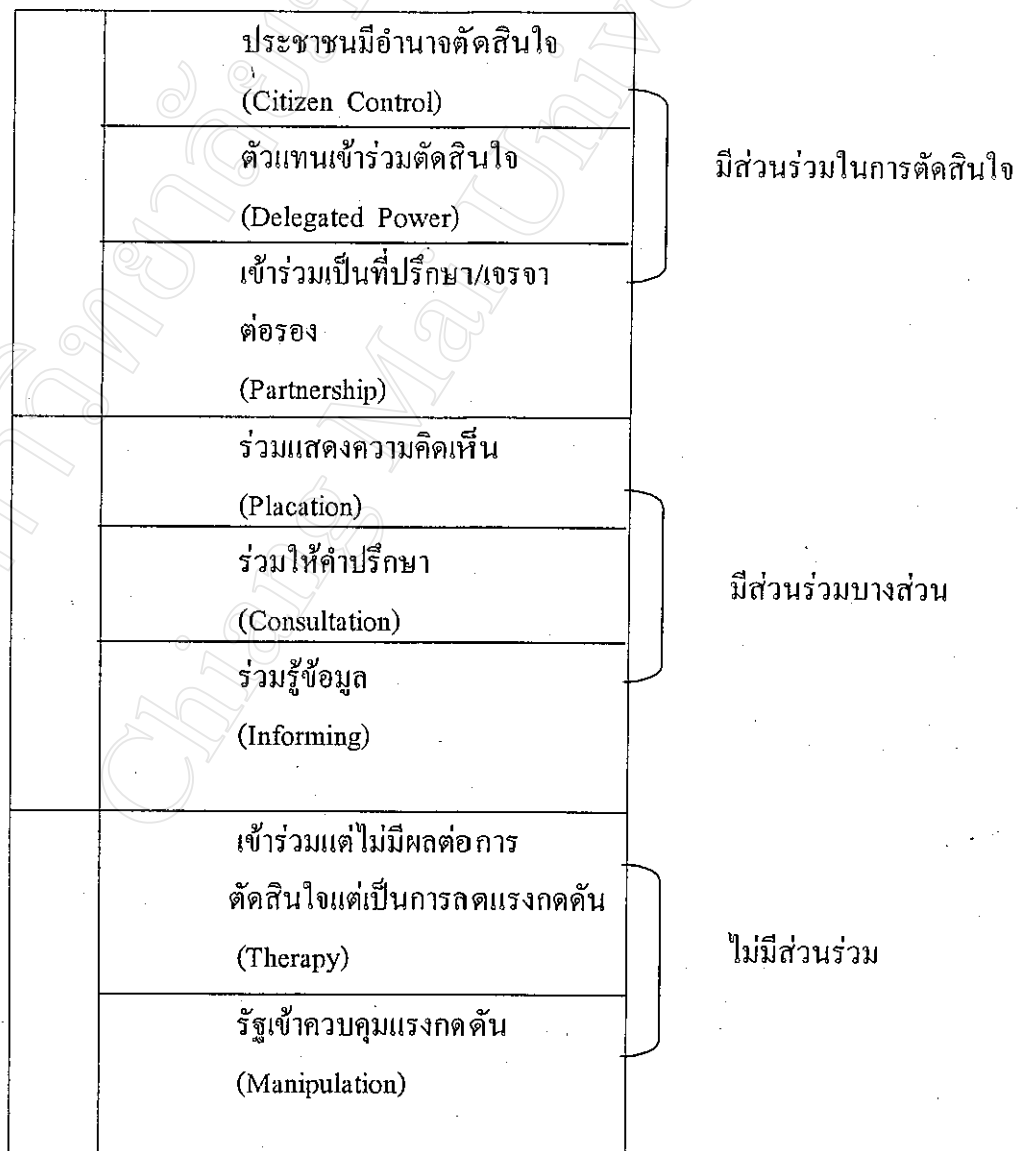 ประชาชนมีอำนาจตัดสินใจ
(Citizen Control)
ตัวแทนเข้าร่วมตัดสินใจ
(Delegated Power)
มีส่วนร่วมในการตัดสินใจ
เข้าร่วมเป็นที่ปรึกษา/เจรจา
ต่อรอง
(Partnership)
ร่วมแสดงความคิดเห็น
(Placation)
ร่วมให้คำปรึกษา
(Consultation)
มีส่วนร่วมบางส่วน
ร่วมรู้ข้อมูล
(Informing)
เข้าร่วมแต่ไม่มีผลต่อการ
ตัดสินใจแต่เป็นการลดแรงกดดัน
(Therapy)
ไม่มีส่วนร่วม
รัฐเข้าควบคุมแรงกดดัน
(Manipulation)
Chiang Mai Univer